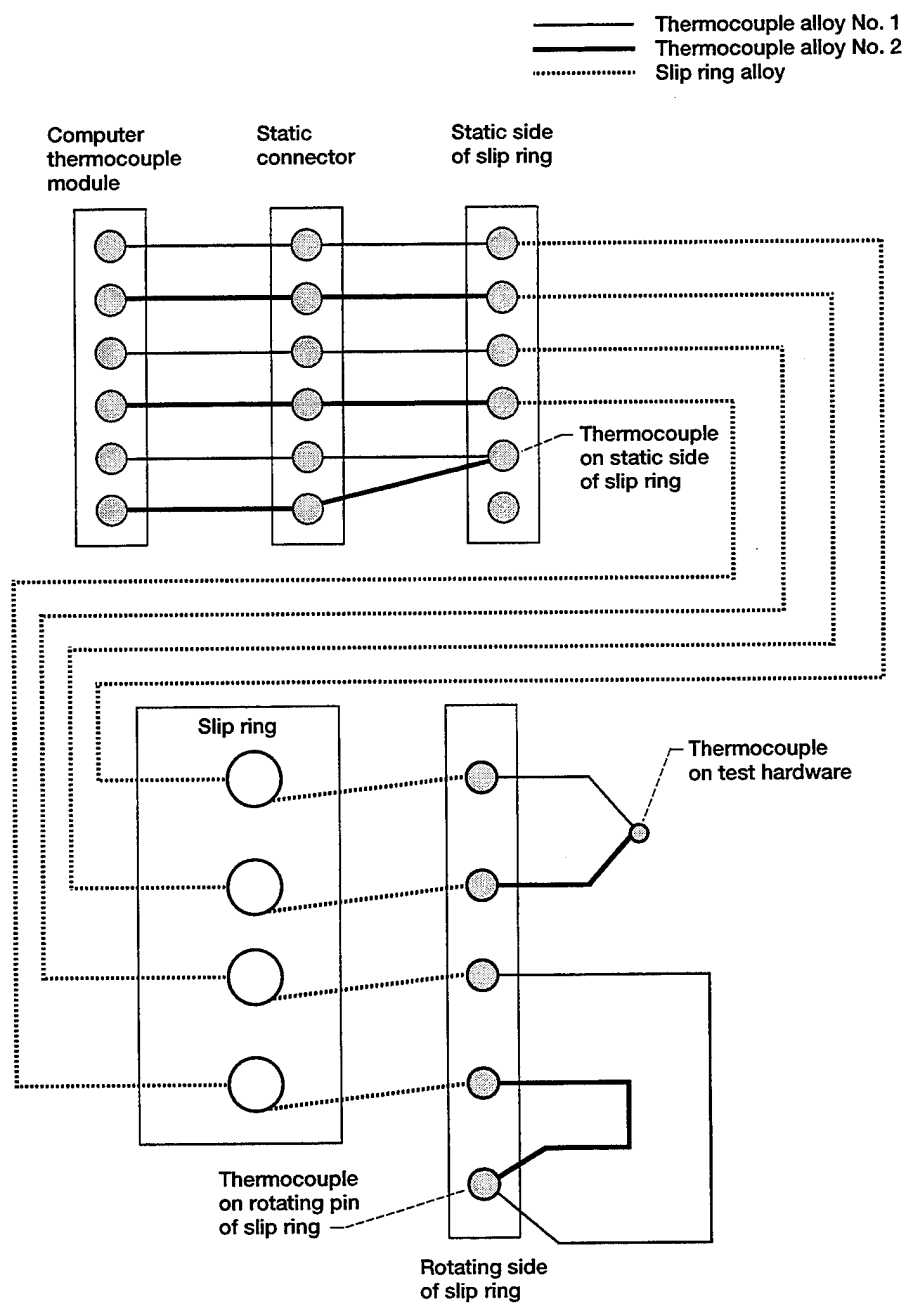 Thermocouple alloy No. 1
Thermocouple alloy No. 2
Slip ring alloy
Computer
thermocouple
module
Static
connector
Static side
of slip ring
Thermocouple
on static side
of slip ring
Slip ring
Thermocouple
on test hardware
Thermocouple
on rotating pin
of slip ring
Rotating side
of slip ring